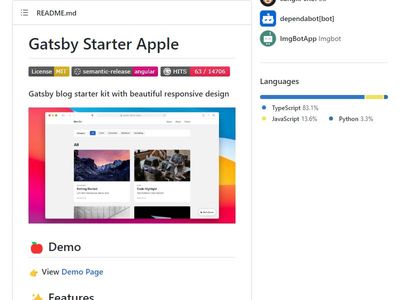 README.md
Gatsby Starter Apple
License MIT semantic-release angular HITS 63 / 14706
Gatsby blog starter kit with beautiful responsive design
All
Demo
View Demo Page
Features
dependabot[bot]
ImgBotApp Imgbot
Languages
TypeScript 83.1%
JavaScript 13.6% Python 3.3%